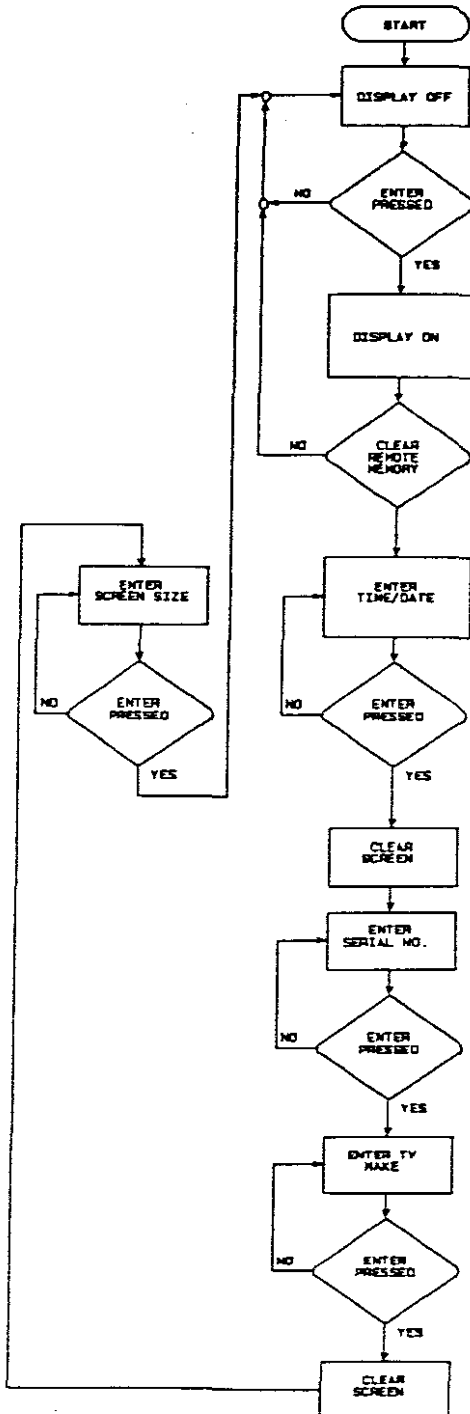 START
DISPLAY OFF
NO
ENTER
PRESSED
YES
DISPLAY ON
NO
CLEAR
REMOTE
MEMORY
ENTER
TIME/DATE
NO
ENTER
PRESSED
YES
CLEAR
SCREEN
ENTER
SERIAL NO.
NO
ENTER
PRESSED
YES
ENTER TV
MAKE
NO
ENTER
PRESSED
YES
CLEAR
SCREEN
ENTER
SCREEN SIZE
NO
ENTER
PRESSED
YES